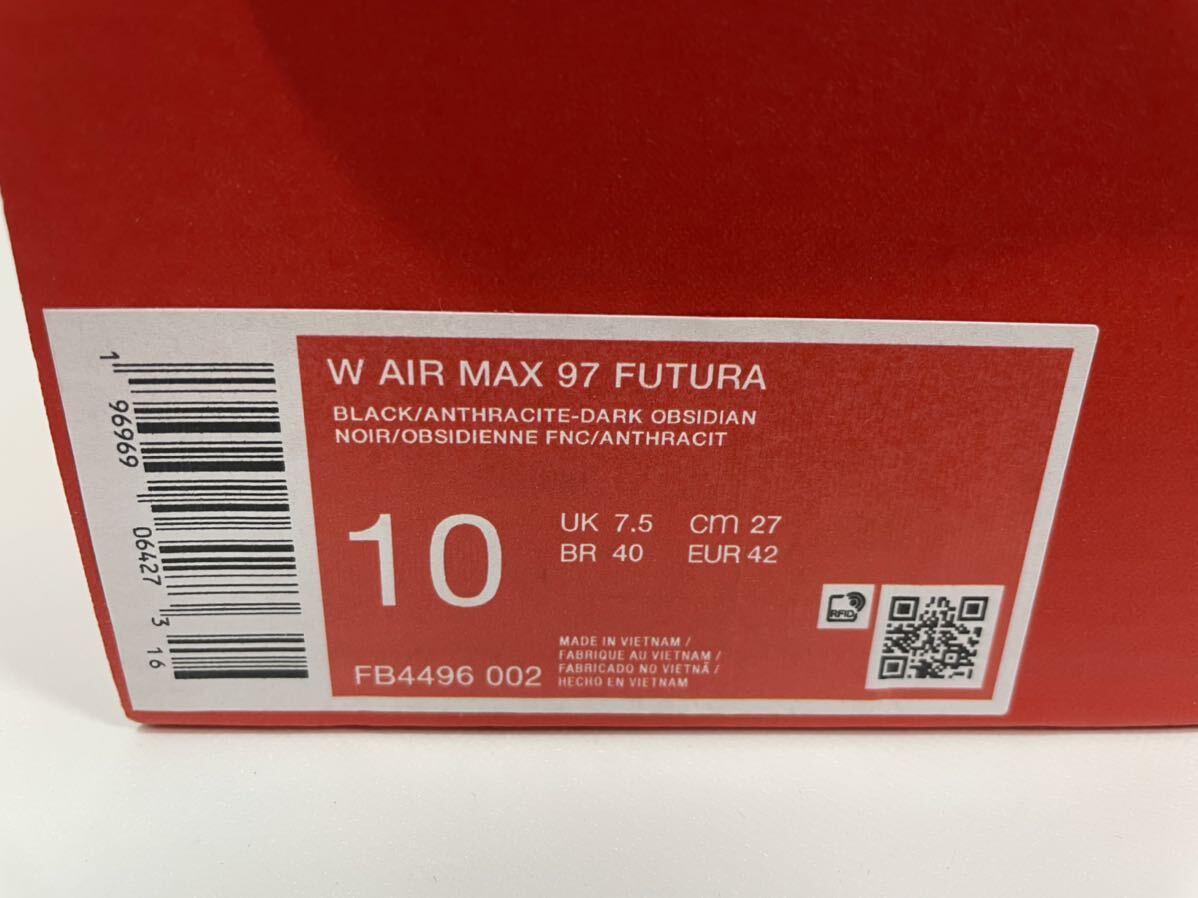 W AIR MAX 97 FUTURA
BLACK/ANTHRACITE-DARK OBSIDIAN
NOIR/OBSIDIENNE FNC/ANTHRACIT
10
UK 7.5 cm 27
BR 40 EUR 42
FB4496 002
MADE IN VIETNAM /
FABRIQUE AU VIETNAM /
FABRICADO NO VIETNÃ /
HECHO EN VIETNAM
RFID
1 96969 06427 3 16